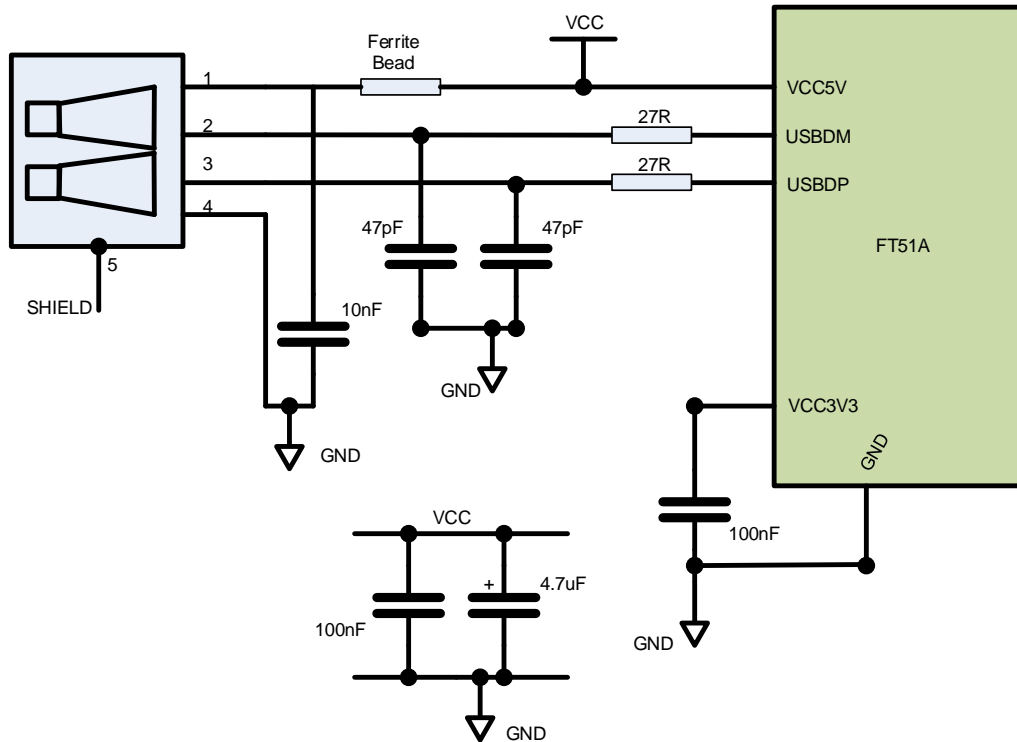 VCC
Ferrite
Bead
1
VCC5V
27R
2
USBDM
27R
3
USBDP
4
47pF
47pF
FT51A
5
SHIELD
10nF
GND
VCC3V3
GND
GND
VCC
100nF
+
4.7uF
100nF
GND
GND